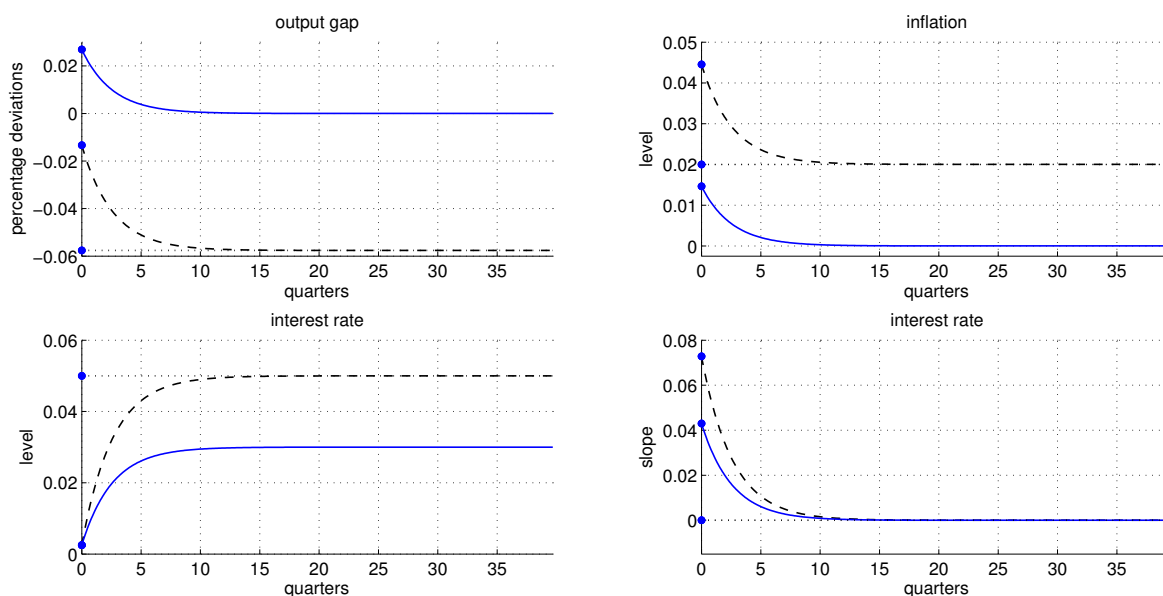 output gap
percentage deviations
0.02
0
−0.02
−0.04
−0.06
0 5 10 15 20 25 30 35
quarters
inflation
level
0.05
0.04
0.03
0.02
0.01
0
0 5 10 15 20 25 30 35
quarters
interest rate
level
0.06
0.04
0.02
0
0 5 10 15 20 25 30 35
quarters
interest rate
slope
0.08
0.06
0.04
0.02
0
0 5 10 15 20 25 30 35
quarters